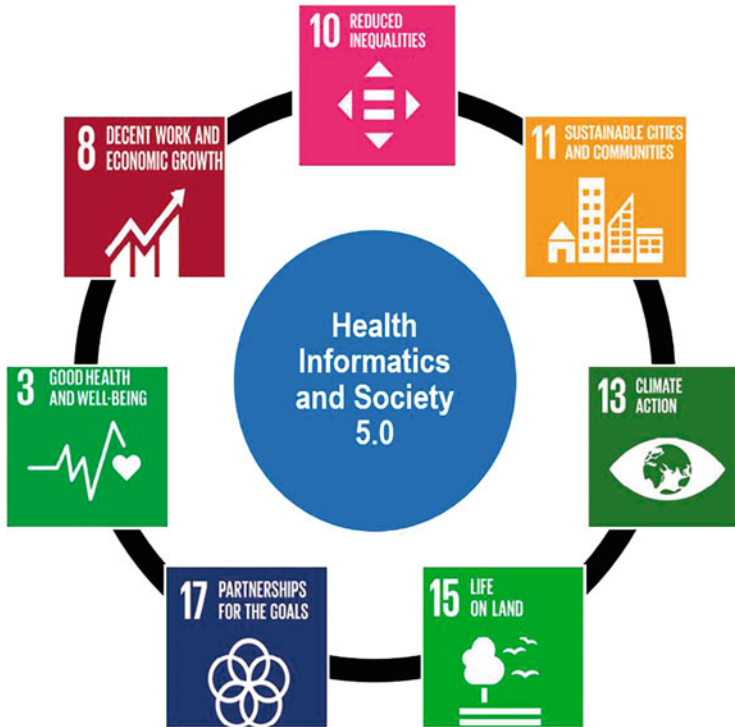 10 REDUCED
INEQUALITIES
8 DECENT WORK AND
ECONOMIC GROWTH
11 SUSTAINABLE CITIES
AND COMMUNITIES
Health
Informatics
and Society
5.0
3 GOOD HEALTH
AND WELL-BEING
13 CLIMATE
ACTION
17 PARTNERSHIPS
FOR THE GOALS
15 LIFE
ON LAND